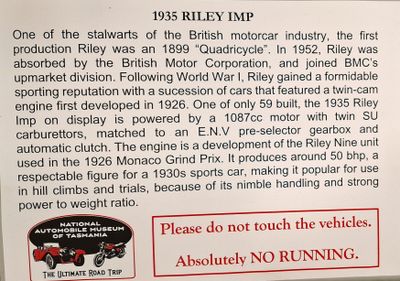 1935 RILEY IMP
One of the stalwarts of the British motorcar industry, the first
production Riley was an 1899 “Quadricycle”. In 1952, Riley was
absorbed by the British Motor Corporation, and joined BMC’s
upmarket division. Following World War I, Riley gained a formidable
sporting reputation with a sucession of cars that featured a twin-cam
engine first developed in 1926. One of only 59 built, the 1935 Riley
Imp on display is powered by a 1087cc motor with twin SU
carburettors, matched to an E.N.V pre-selector gearbox and
automatic clutch. The engine is a development of the Riley Nine unit
used in the 1926 Monaco Grand Prix. It produces around 50 bhp, a
respectable figure for a 1930s sports car, making it popular for use
in hill climbs and trials, because of its nimble handling and strong
power to weight ratio.
NATIONAL
AUTOMOBILE MUSEUM
OF TASMANIA
THE ULTIMATE ROAD TRIP
Please do not touch the vehicles.
Absolutely NO RUNNING.